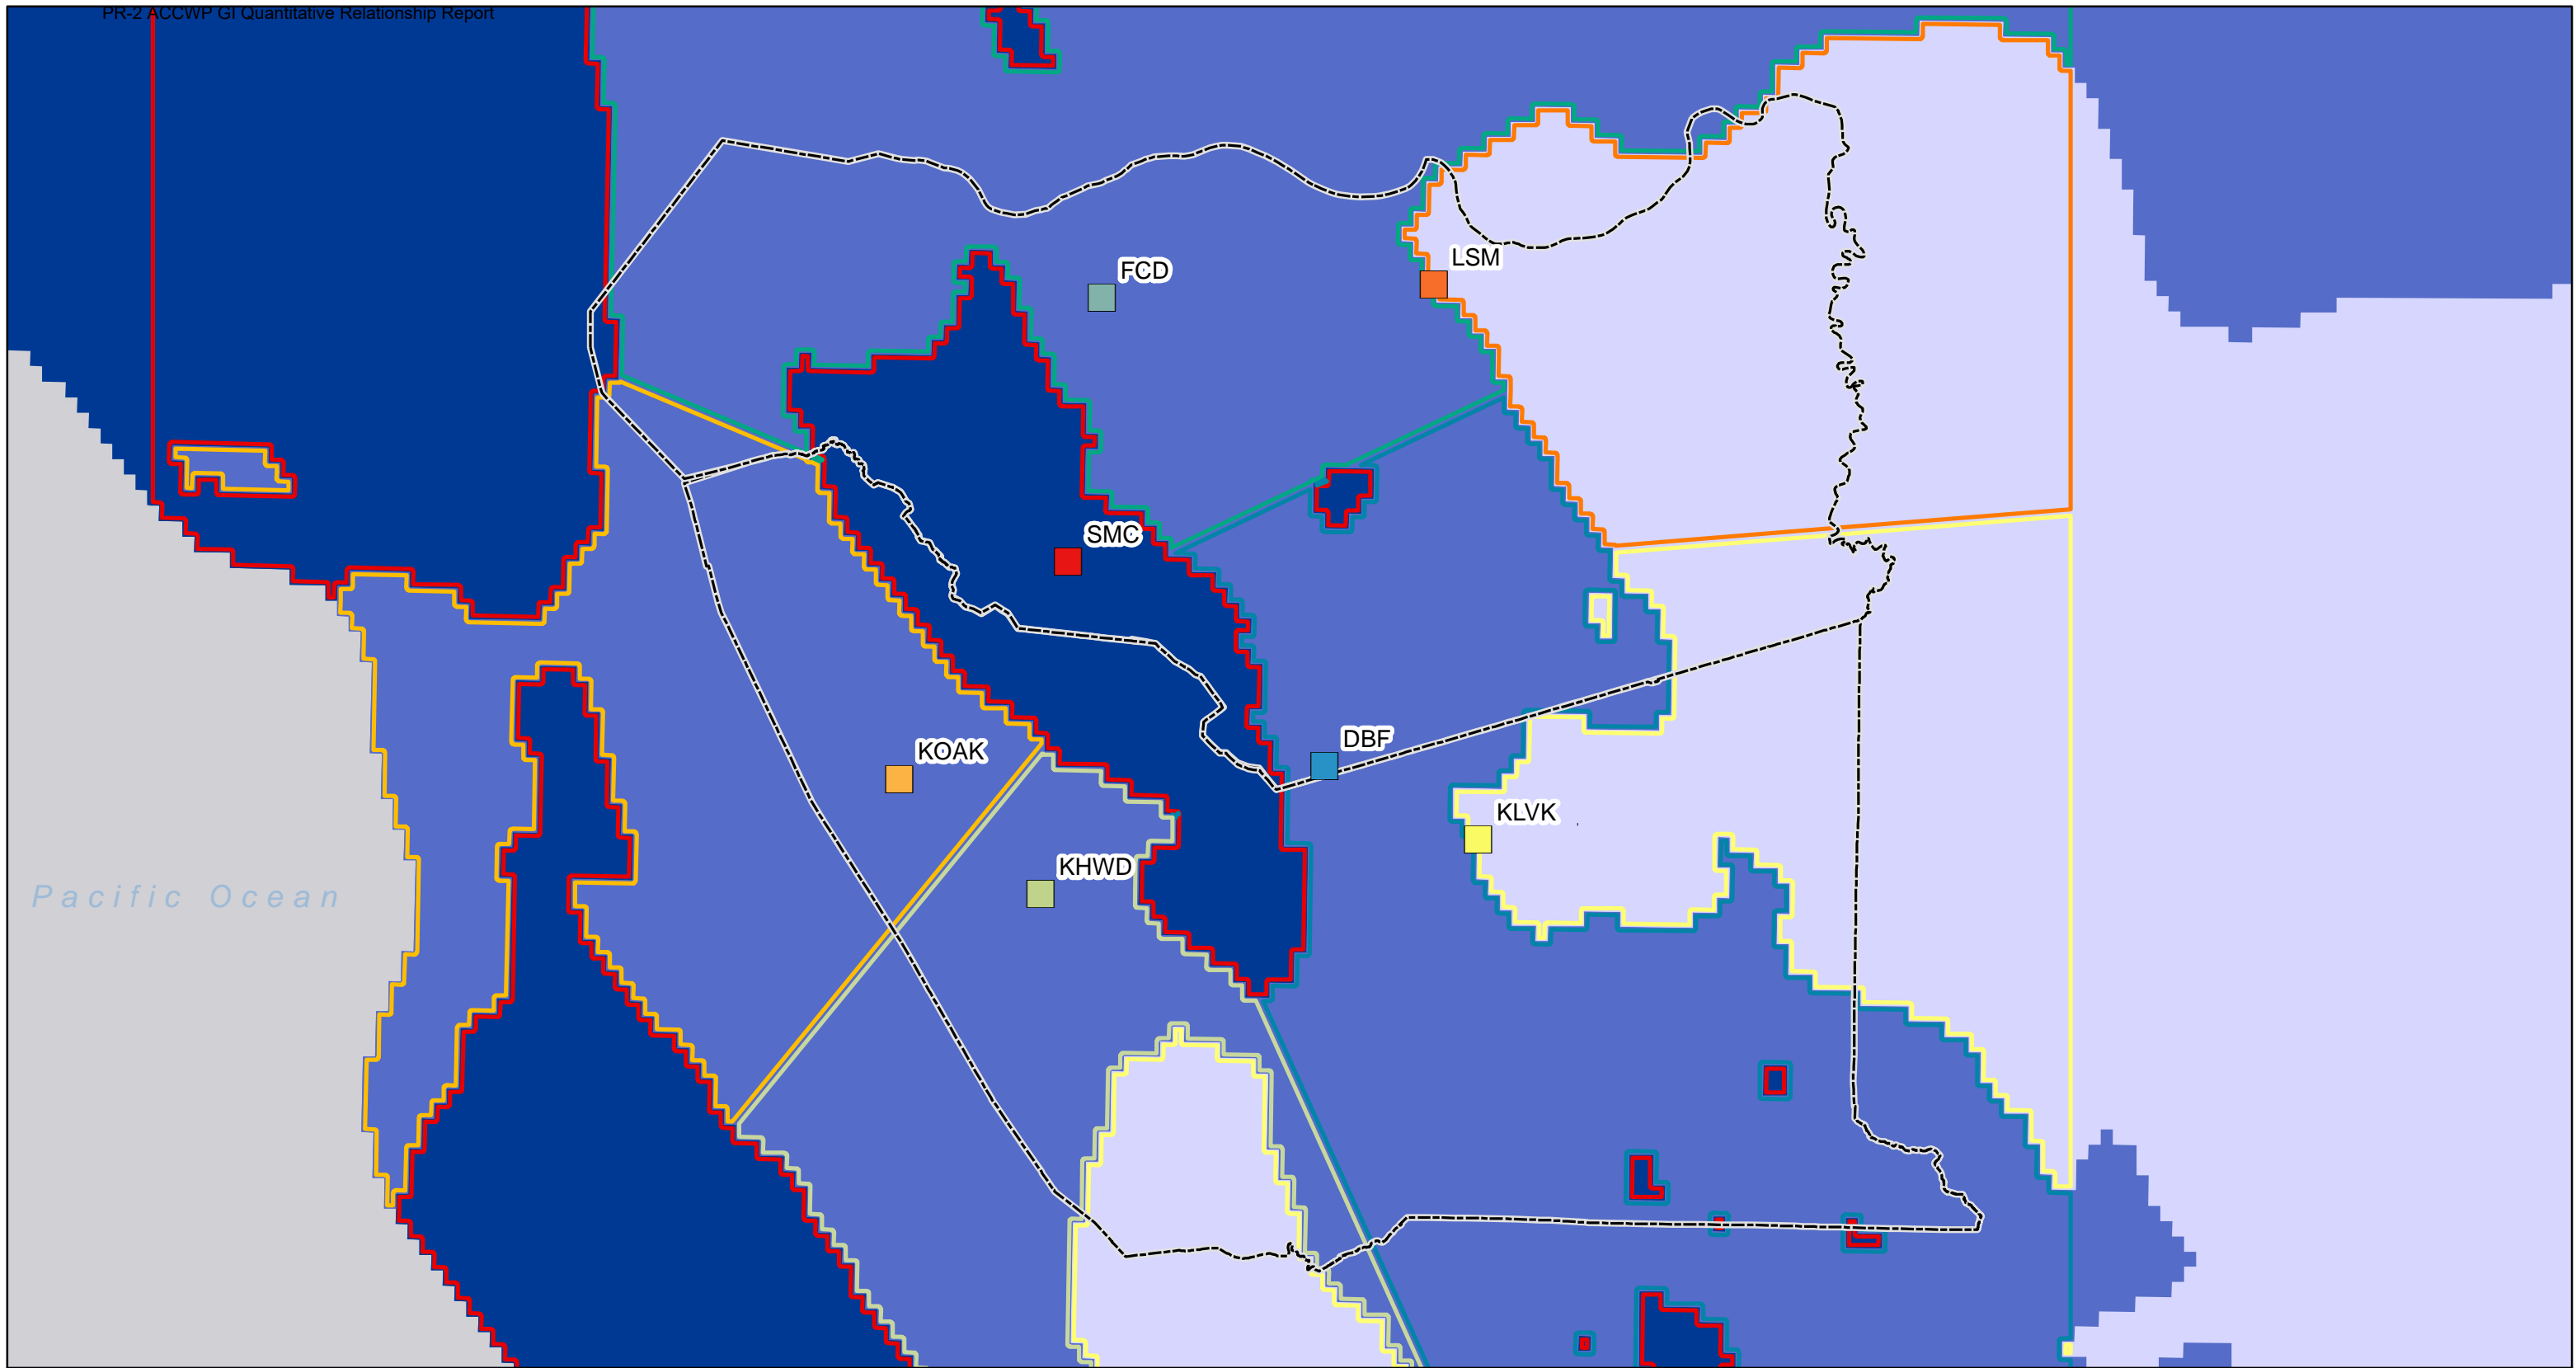 PR-2 ACCWP GI Quantitative Relationship Report
LSM
FCD
SMC
DBF
KOAK
KLVK
KHWD
Pacific Ocean